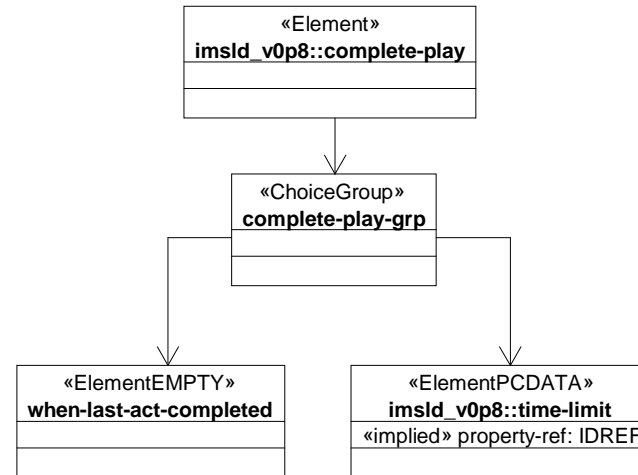 «Element»
imsld_v0p8::complete-play
«ChoiceGroup»
complete-play-grp
«ElementEMPTY»
when-last-act-completed
«ElementPCDATA»
imsld_v0p8::time-limit
«implied» property-ref: IDREF